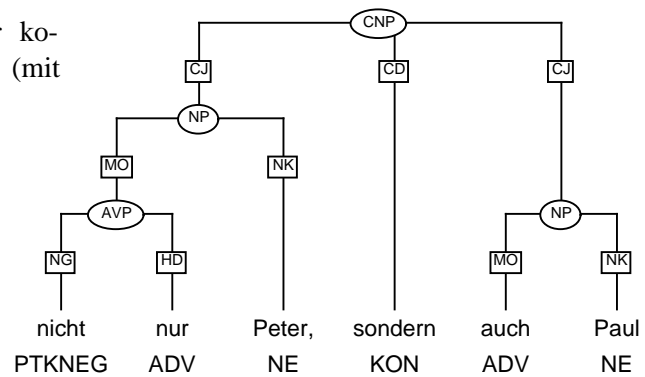 r ko-
(mit
CNP
CJ CD CJ
NP
MO NK
AVP NP
NG HD MO NK
nicht nur Peter, sondern auch Paul
PTKNEG ADV NE KON ADV NE